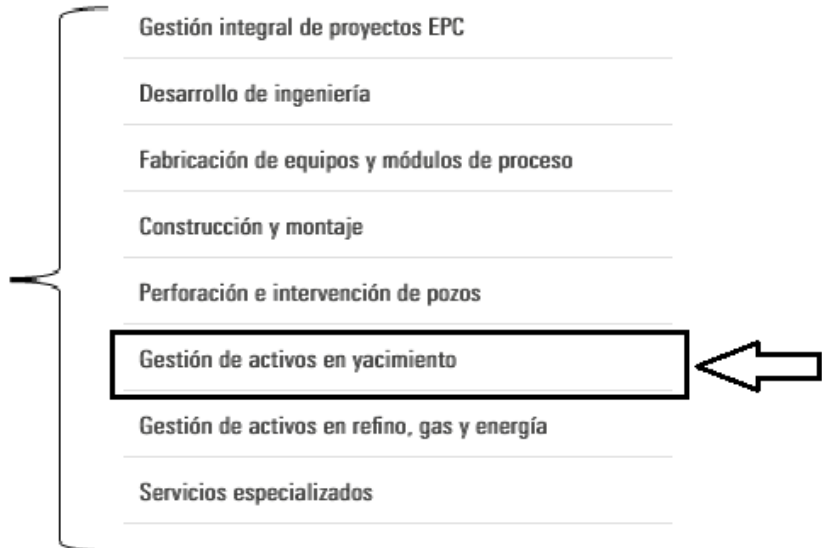 Gestión integral de proyectos EPC
Desarrollo de ingeniería
Fabricación de equipos y módulos de proceso
Construcción y montaje
Perforación e intervención de pozos
Gestión de activos en yacimiento
Gestión de activos en refino, gas y energía
Servicios especializados